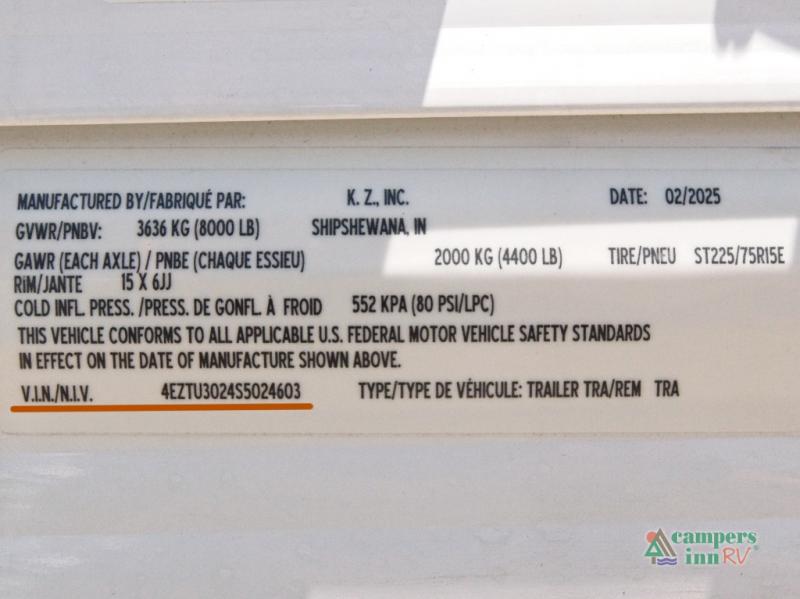 MANUFACTURED BY/FABRIQUÉ PAR: K. Z., INC. DATE: 02/2025
GVWR/PNBV: 3636 KG (8000 LB) SHIPSHEWANA, IN
GAWR (EACH AXLE) / PNBE (CHAQUE ESSIEU) 2000 KG (4400 LB) TIRE/PNEU ST225/75R15E
RIM/JANTE 15 X 6JJ
COLD INFL. PRESS. /PRESS. DE GONFL. À FROID 552 KPA (80 PSI/LPC)
THIS VEHICLE CONFORMS TO ALL APPLICABLE U.S. FEDERAL MOTOR VEHICLE SAFETY STANDARDS
IN EFFECT ON THE DATE OF MANUFACTURE SHOWN ABOVE.
V.I.N./N.I.V. 4EZTU3024S5024603 TYPE/TYPE DE VÉHICULE: TRAILER TRA/REM TRA
campers
inn RV®